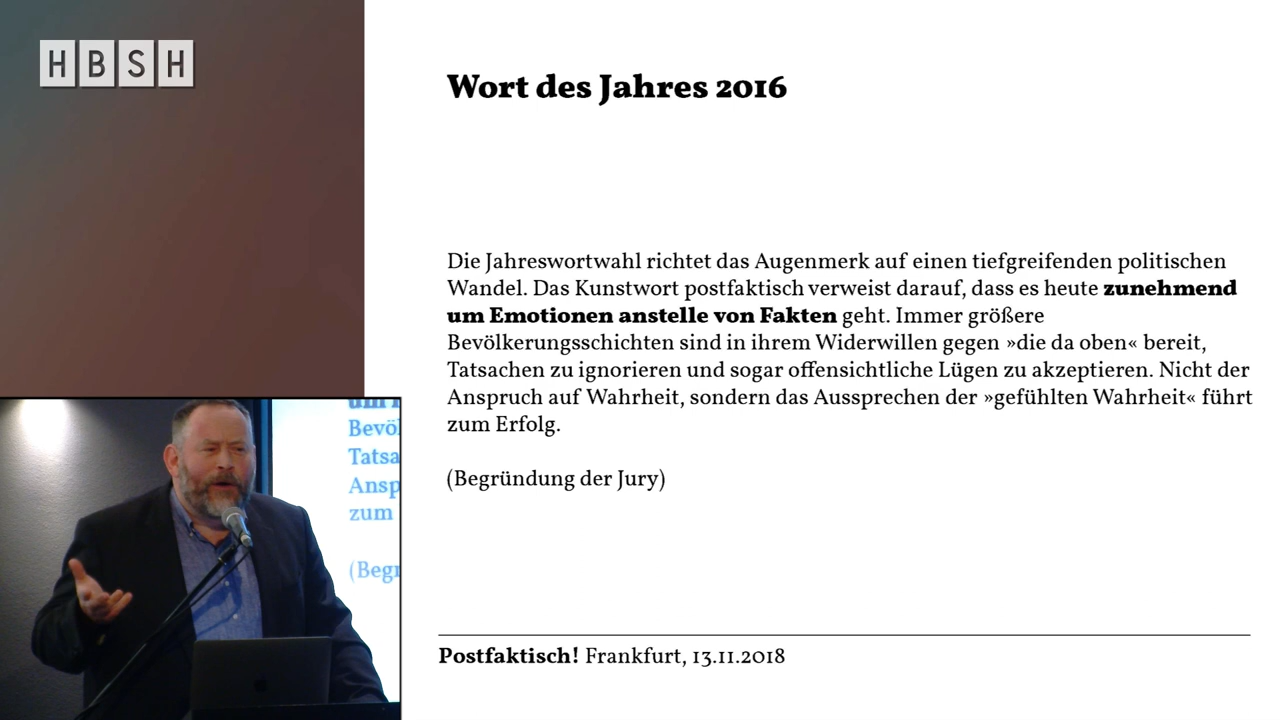 HBSH
Wort des Jahres 2016
Die Jahreswortwahl richtet das Augenmerk auf einen tiefgreifenden politischen
Wandel. Das Kunstwort postfaktisch verweist darauf, dass es heute zunehmend
um Emotionen anstelle von Fakten geht. Immer größere
Bevölkerungsschichten sind in ihrem Widerwillen gegen »die da oben« bereit,
Tatsachen zu ignorieren und sogar offensichtliche Lügen zu akzeptieren. Nicht der
Anspruch auf Wahrheit, sondern das Aussprechen der »gefühlten Wahrheit« führt
zum Erfolg.
(Begründung der Jury)
Postfaktisch! Frankfurt, 13.11.2018
zum